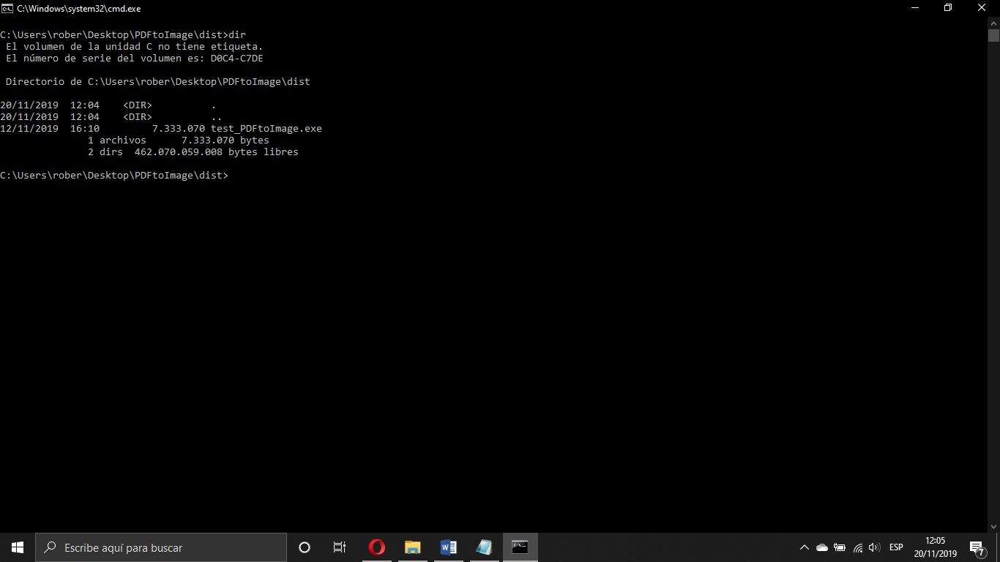 C:\Windows\system32\cmd.exe
C:\Users\rober\Desktop\PDFtoImage\dist>dir
El volumen de la unidad C no tiene etiqueta.
El número de serie del volumen es: D0C4-C7DE
Directorio de C:\Users\rober\Desktop\PDFtoImage\dist
20/11/2019  12:04    <DIR>          .
20/11/2019  12:04    <DIR>          ..
12/11/2019  16:10         7.333.070 test_PDFtoImage.exe
1 archivos      7.333.070 bytes
2 dirs  462.070.059.008 bytes libres
C:\Users\rober\Desktop\PDFtoImage\dist>
Escribe aquí para buscar
ESP
12:05
20/11/2019
7